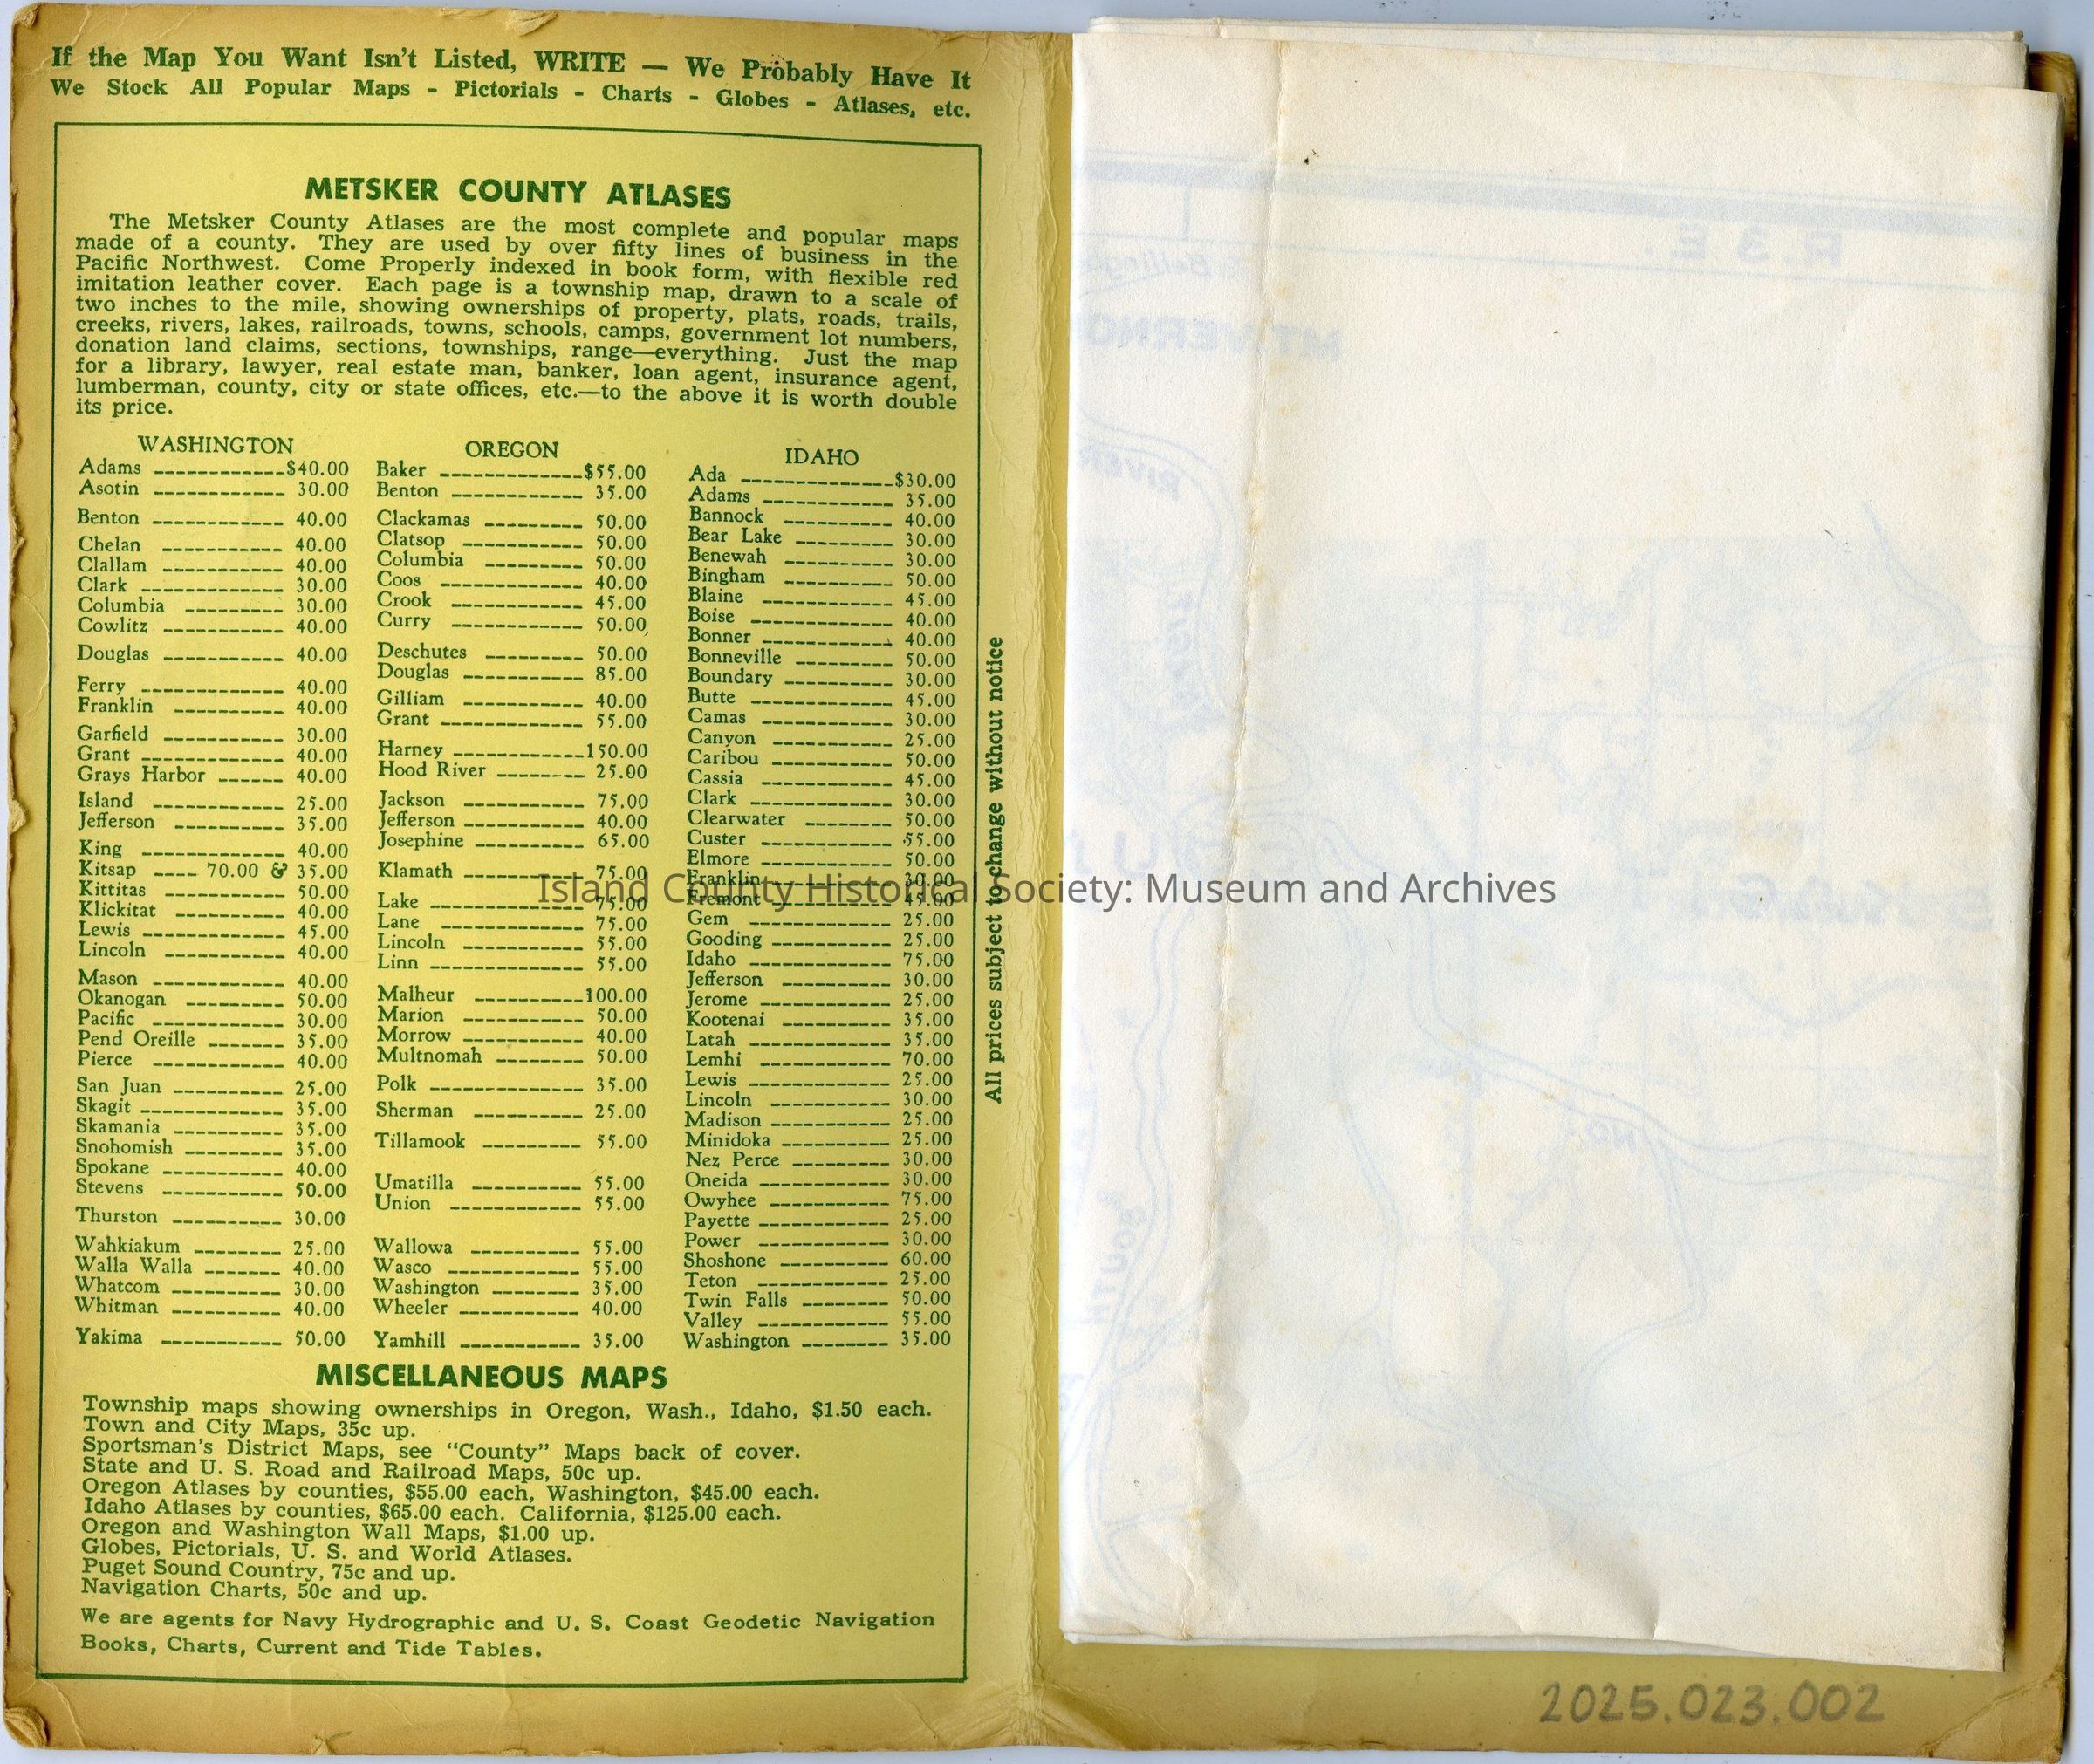 If the Map You Want Isn't Listed, WRITE — We Probably Have It
We Stock All Popular Maps - Pictorials - Charts - Globes - Atlases, etc.
METSKER COUNTY ATLASES
The Metsker County Atlases are the most complete and popular maps
made of a county. They are used by over fifty lines of business in the
Pacific Northwest. Come Properly indexed in book form, with flexible red
imitation leather cover. Each page is a township map, drawn to a scale of
two inches to the mile, showing ownerships of property, plats, roads, trails,
creeks, rivers, lakes, railroads, towns, schools, camps, government lot numbers,
donation land claims, sections, townships, range—everything. Just the map
for a library, lawyer, real estate man, banker, loan agent, insurance agent,
lumberman, county, city or state offices, etc.—to the above it is worth double
its price.
WASHINGTON
Adams $40.00
Asotin 30.00
Benton 40.00
Chelan 40.00
Clallam 40.00
Clark 30.00
Columbia 30.00
Cowlitz 40.00
Douglas 40.00
Ferry 40.00
Franklin 40.00
Garfield 30.00
Grant 40.00
Grays Harbor 40.00
Island 25.00
Jefferson 35.00
King 40.00
Kitsap 70.00 & 35.00
Kittitas 50.00
Klickitat 40.00
Lewis 45.00
Lincoln 40.00
Mason 40.00
Okanogan 50.00
Pacific 30.00
Pend Oreille 35.00
Pierce 40.00
San Juan 25.00
Skagit 35.00
Skamania 35.00
Snohomish 35.00
Spokane 40.00
Stevens 50.00
Thurston 30.00
Wahkiakum 25.00
Walla Walla 40.00
Whatcom 30.00
Whitman 40.00
Yakima 50.00
OREGON
Baker $55.00
Benton 35.00
Clackamas 50.00
Clatsop 50.00
Columbia 50.00
Coos 40.00
Crook 45.00
Curry 50.00
Deschutes 50.00
Douglas 85.00
Gilliam 40.00
Grant 55.00
Harney 150.00
Hood River 25.00
Jackson 75.00
Jefferson 40.00
Josephine 65.00
Klamath 75.00
Lake 75.00
Lane 75.00
Lincoln 55.00
Linn 55.00
Malheur 100.00
Marion 50.00
Morrow 40.00
Multnomah 50.00
Polk 35.00
Sherman 25.00
Tillamook 55.00
Umatilla 55.00
Union 55.00
Wallowa 55.00
Wasco 55.00
Washington 35.00
Wheeler 40.00
Yamhill 35.00
IDAHO
Ada $30.00
Adams 35.00
Bannock 40.00
Bear Lake 30.00
Benewah 30.00
Bingham 50.00
Blaine 45.00
Boise 40.00
Bonner 40.00
Bonneville 50.00
Boundary 30.00
Butte 45.00
Camas 30.00
Canyon 25.00
Caribou 50.00
Cassia 45.00
Clark 30.00
Clearwater 50.00
Custer 55.00
Elmore 50.00
Franklin 30.00
Fremont 45.00
Gem 25.00
Gooding 25.00
Idaho 75.00
Jefferson 30.00
Jerome 25.00
Kootenai 35.00
Latah 35.00
Lemhi 70.00
Lewis 25.00
Lincoln 30.00
Madison 25.00
Minidoka 25.00
Nez Perce 30.00
Oneida 30.00
Owyhee 75.00
Payette 25.00
Power 30.00
Shoshone 60.00
Teton 25.00
Twin Falls 50.00
Valley 55.00
Washington 35.00
All prices subject to change without notice
MISCELLANEOUS MAPS
Township maps showing ownerships in Oregon, Wash., Idaho, $1.50 each.
Town and City Maps, 35c up.
Sportsman's District Maps, see "County" Maps back of cover.
State and U. S. Road and Railroad Maps, 50c up.
Oregon Atlases by counties, $55.00 each, Washington, $45.00 each.
Idaho Atlases by counties, $65.00 each. California, $125.00 each.
Oregon and Washington Wall Maps, $1.00 up.
Globes, Pictorials, U. S. and World Atlases.
Puget Sound Country, 75c and up.
Navigation Charts, 50c and up.
We are agents for Navy Hydrographic and U. S. Coast Geodetic Navigation
Books, Charts, Current and Tide Tables.
Island County Historical Society: Museum and Archives
R. 3 E.
RIVER
2025.023.002